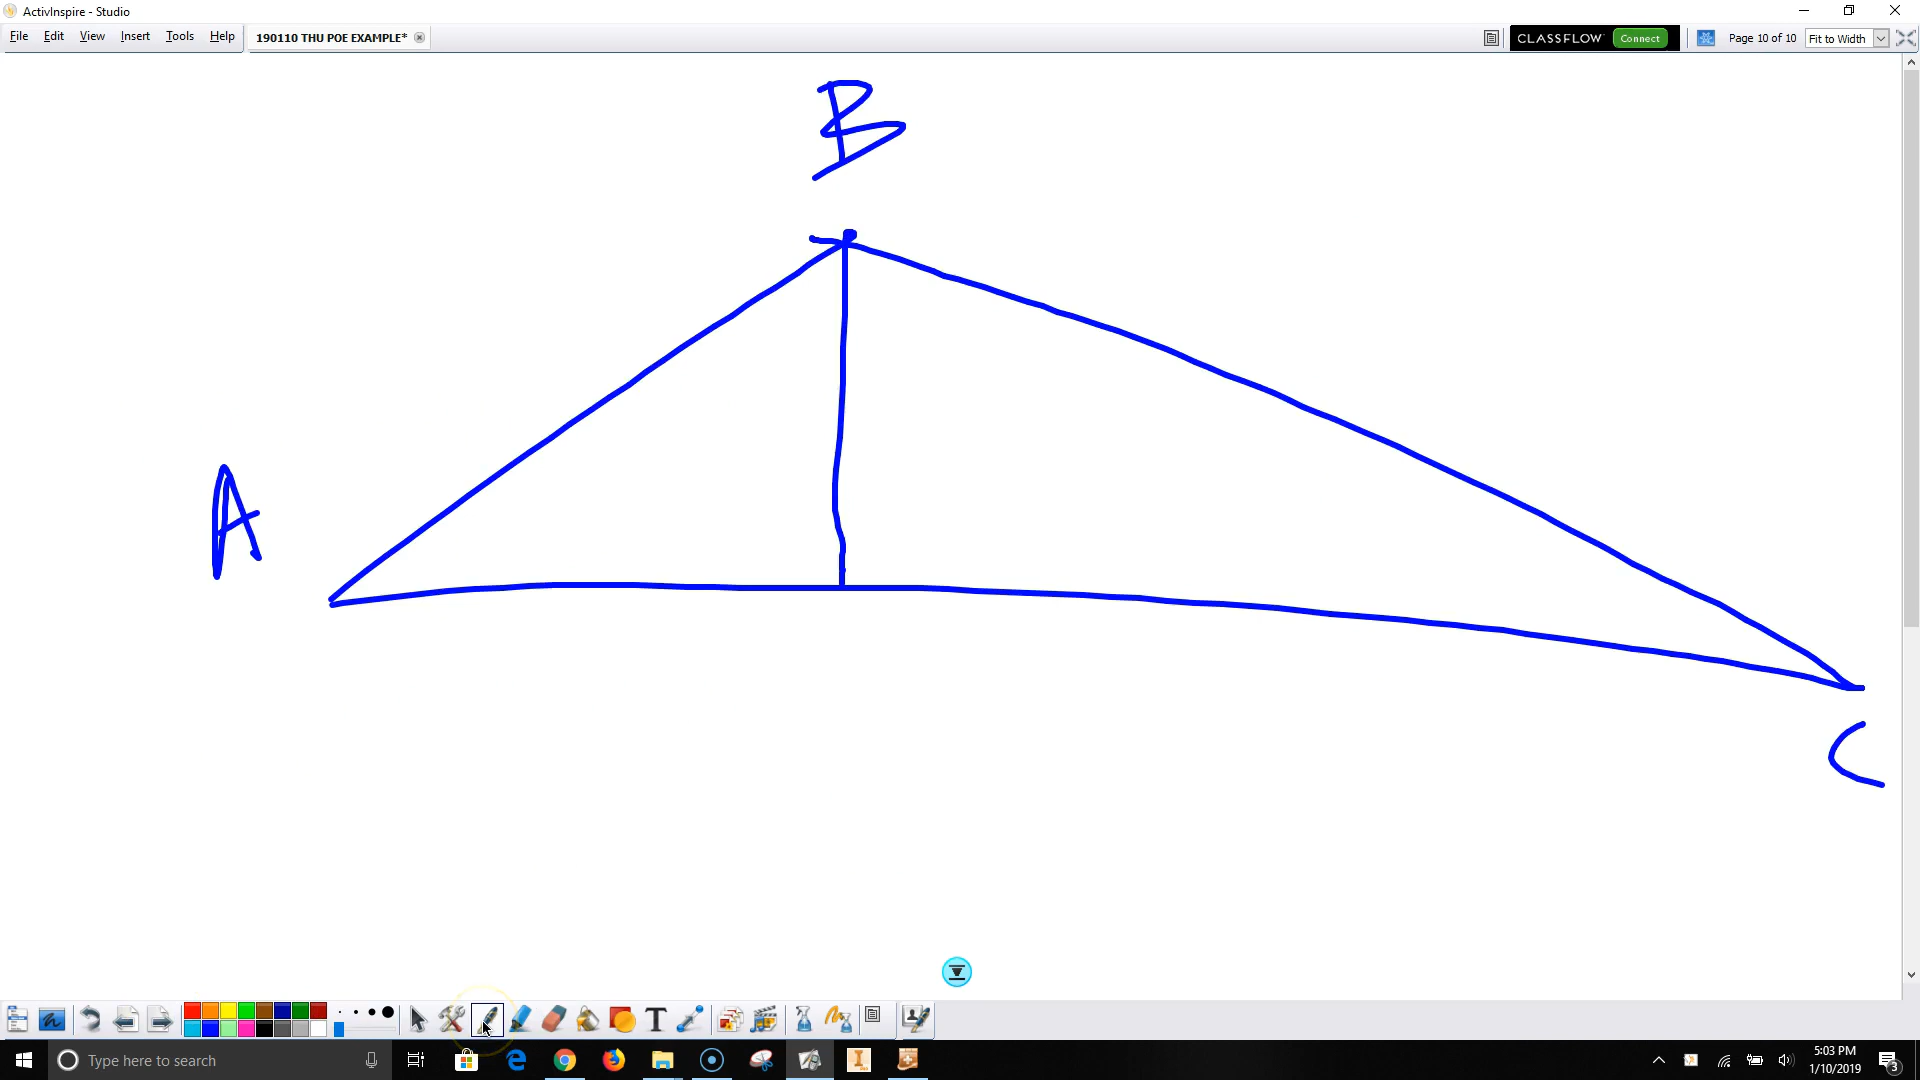 ActivInspire - Studio
File Edit View Insert Tools Help 190110 THU POE EXAMPLE* CLASSFLOW Connect Page 10 of 10 Fit to Width
B
A
C
T
Type here to search
5:03 PM
1/10/2019
3